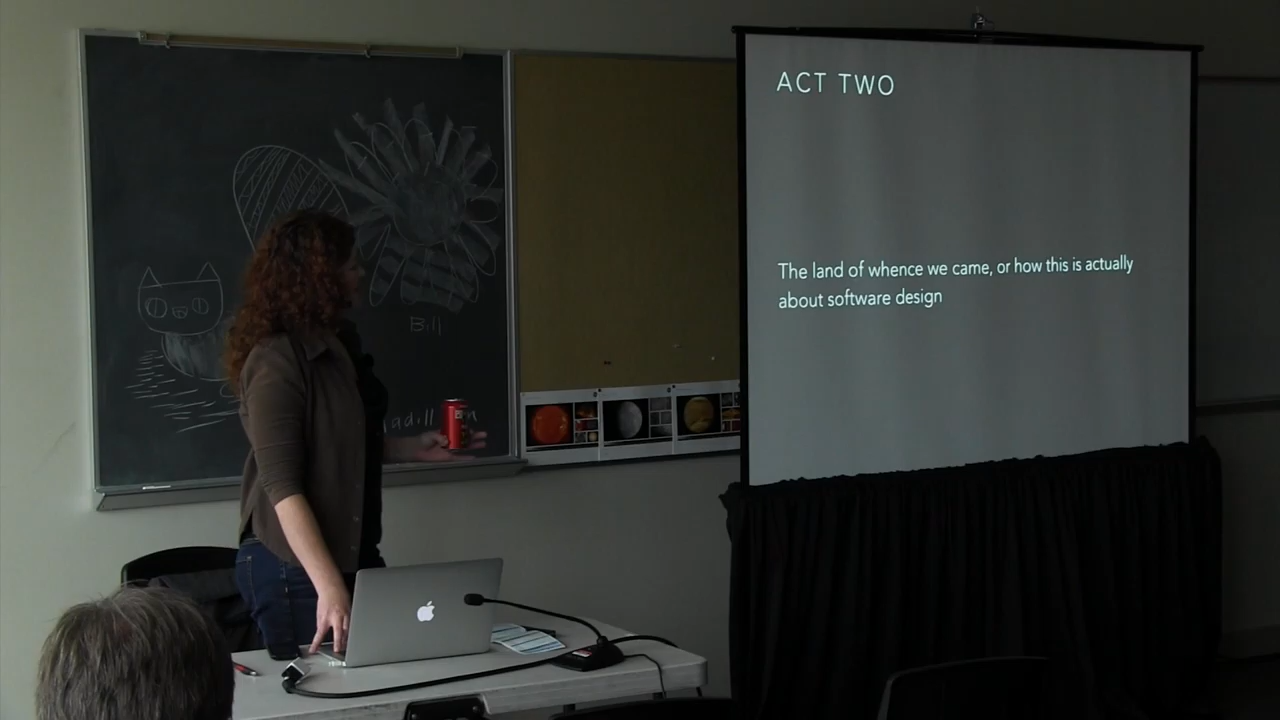 ACT TWO
The land of whence we came, or how this is actually
about software design
Bill